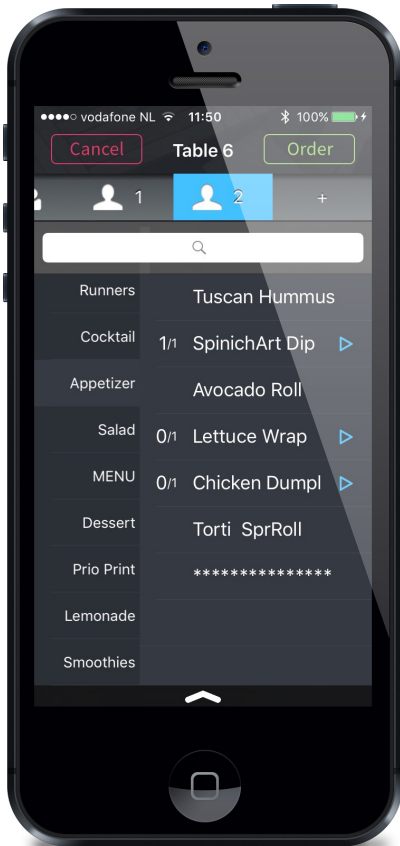 vodafone NL 11:50 100%
Cancel Table 6 Order
1 2 +
Runners Tuscan Hummus
Cocktail 1/1 SpinichArt Dip
Appetizer Avocado Roll
Salad 0/1 Lettuce Wrap
MENU 0/1 Chicken Dumpl
Dessert Torti SprRoll
Prio Print ***************
Lemonade
Smoothies